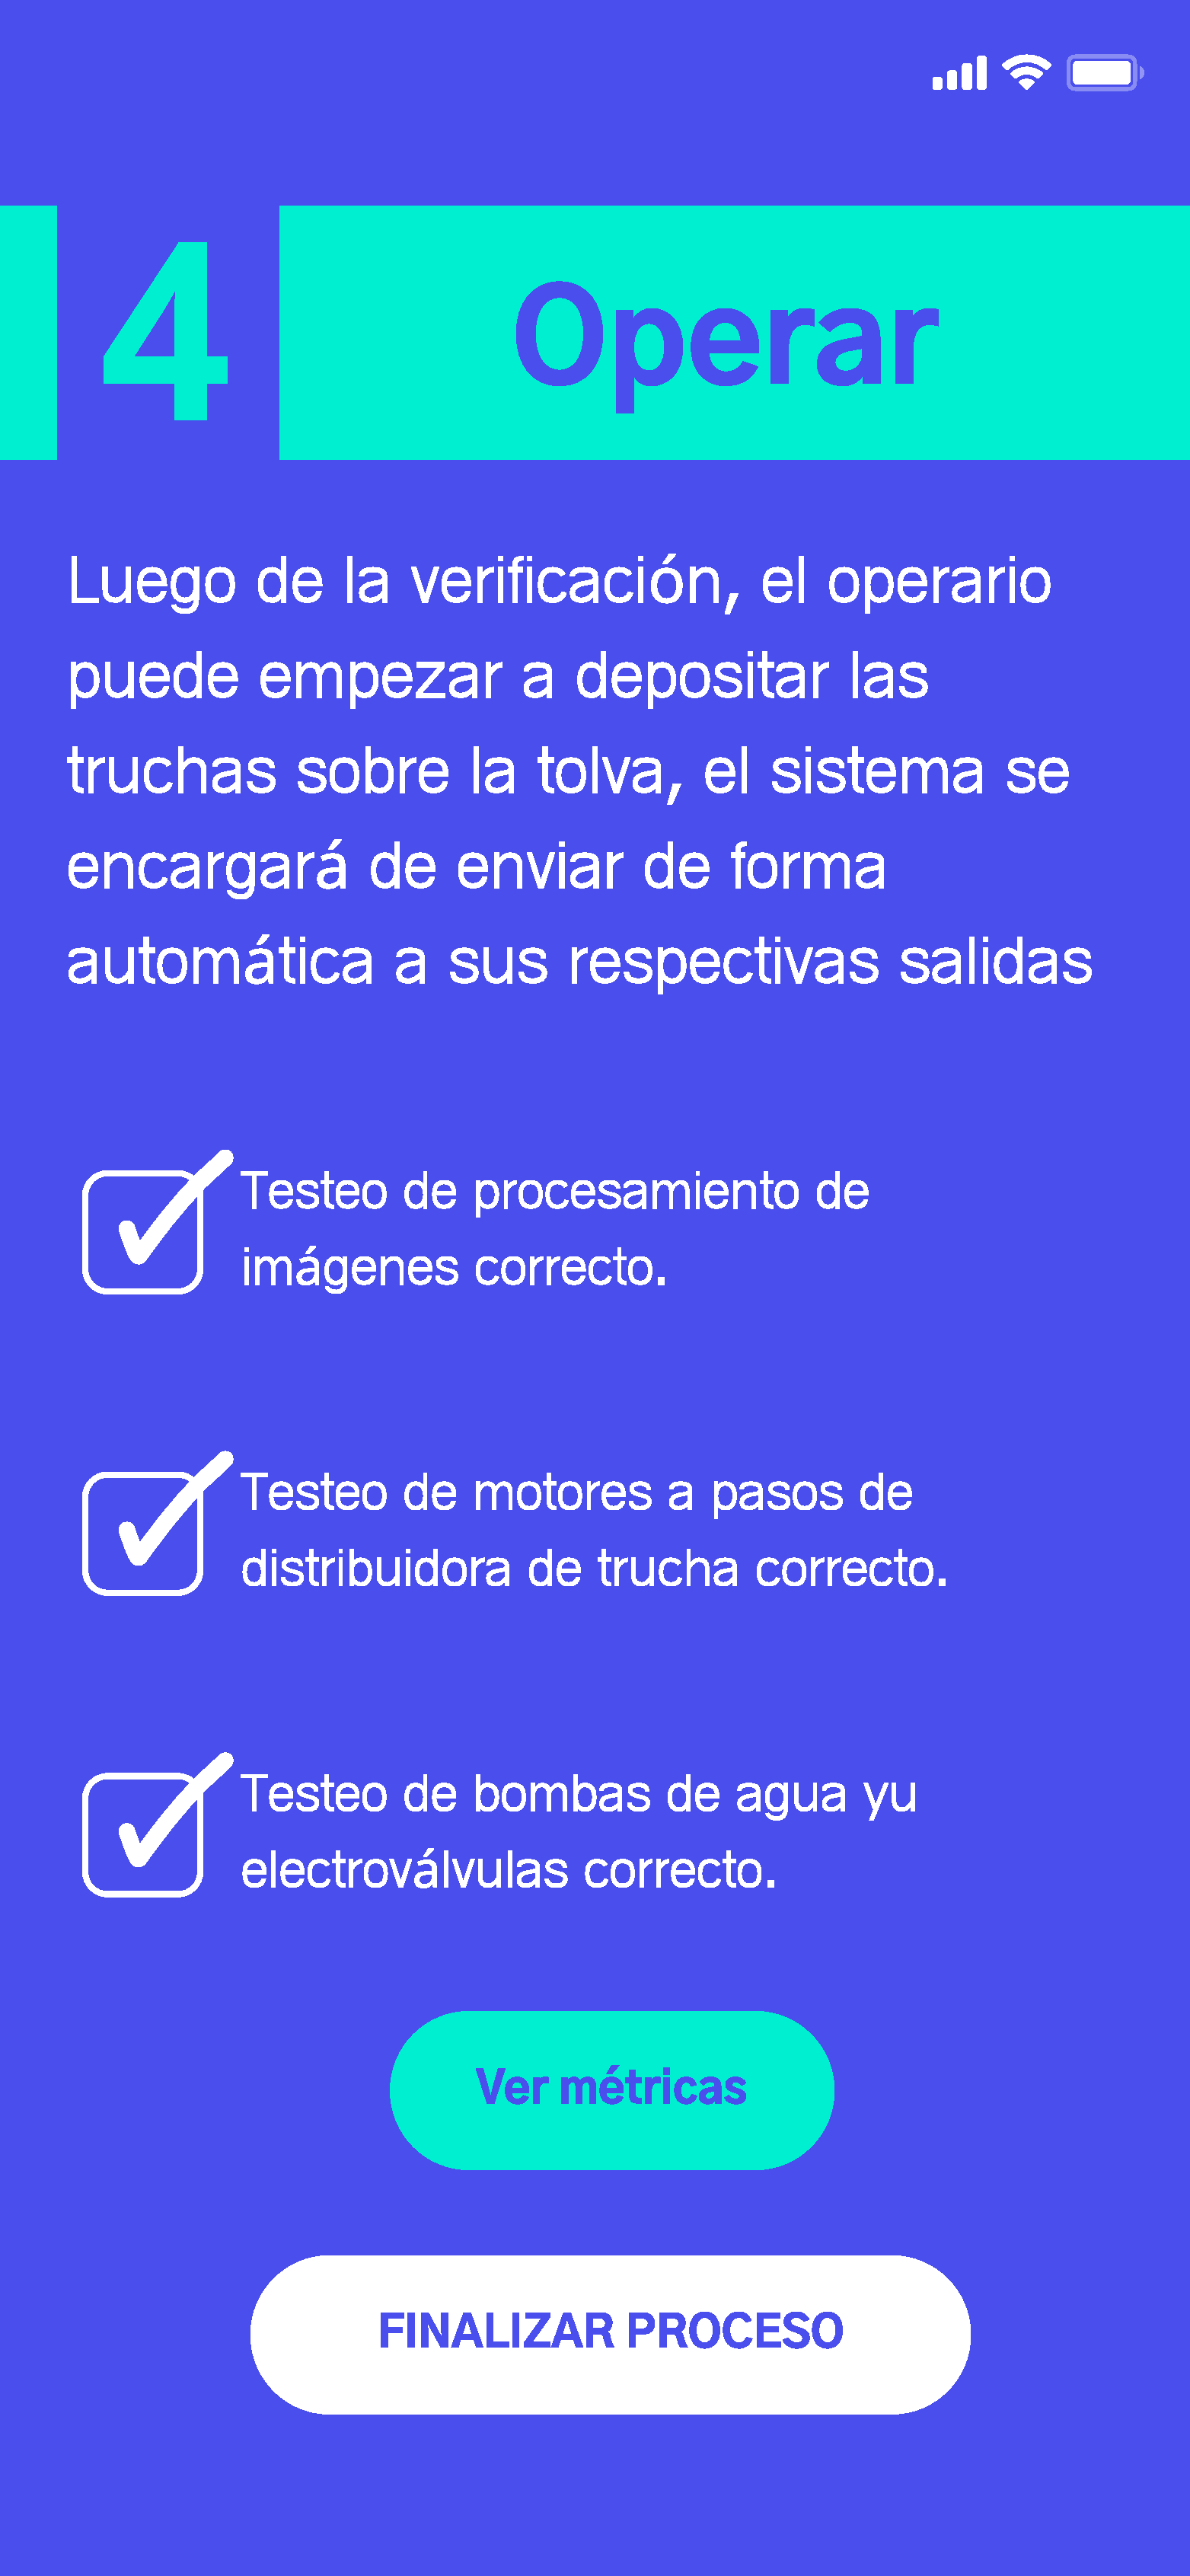 4
Operar
Luego de la verificación, el operario
puede empezar a depositar las
truchas sobre la tolva, el sistema se
encargará de enviar de forma
automática a sus respectivas salidas
Testeo de procesamiento de
imágenes correcto.
Testeo de motores a pasos de
distribuidora de trucha correcto.
Testeo de bombas de agua yu
electroválvulas correcto.
Ver métricas
FINALIZAR PROCESO